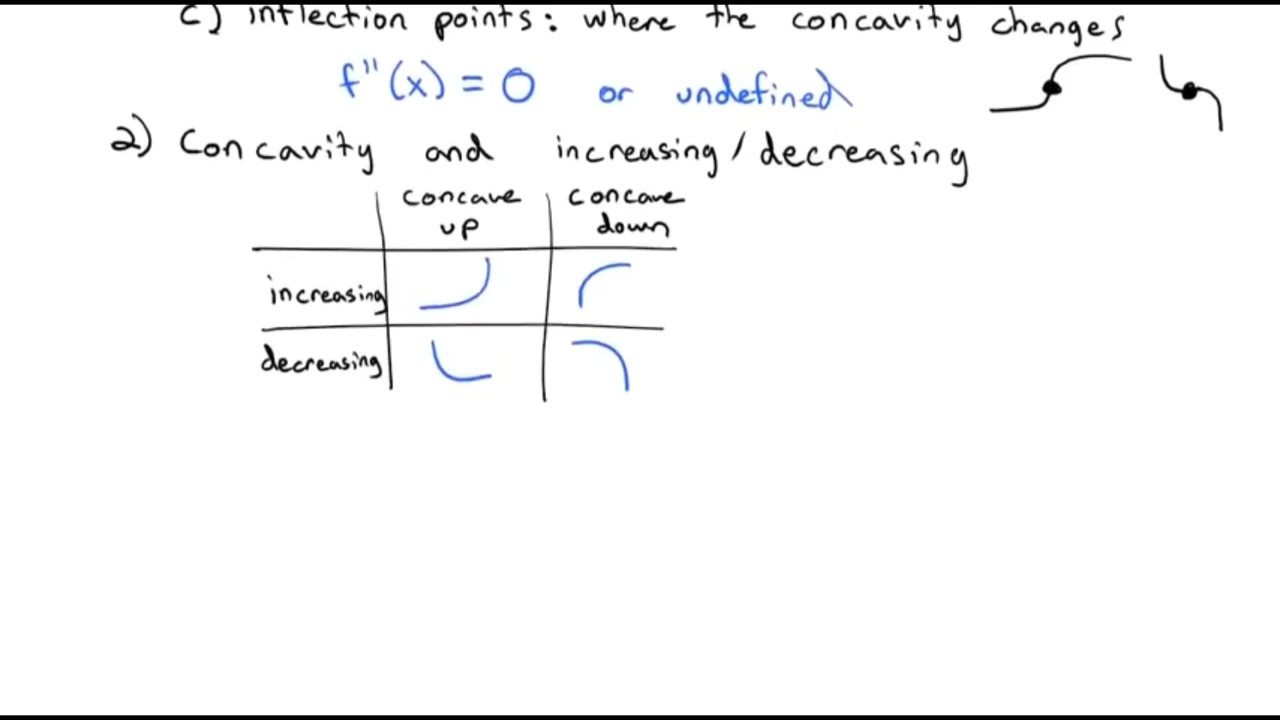 c) inflection points: where the concavity changes
f"(x) = 0 or undefined
2) Concavity and increasing/decreasing
concave up
concave down
increasing
decreasing